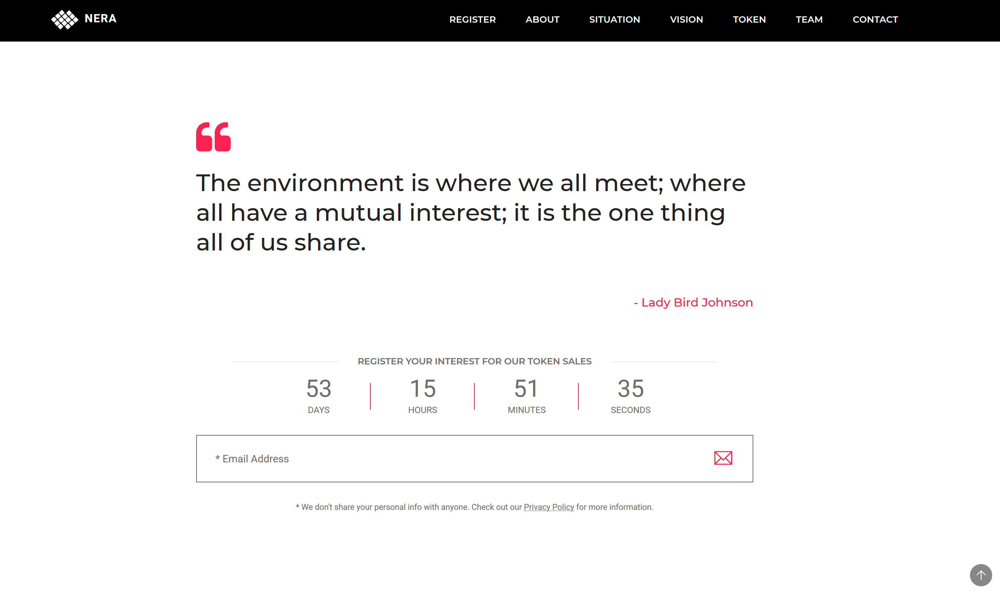 NERA
REGISTER ABOUT SITUATION VISION TOKEN TEAM CONTACT
The environment is where we all meet; where
all have a mutual interest; it is the one thing
all of us share.
- Lady Bird Johnson
REGISTER YOUR INTEREST FOR OUR TOKEN SALES
53 15 51 35
DAYS HOURS MINUTES SECONDS
* Email Address
* We don't share your personal info with anyone. Check out our Privacy Policy for more information.